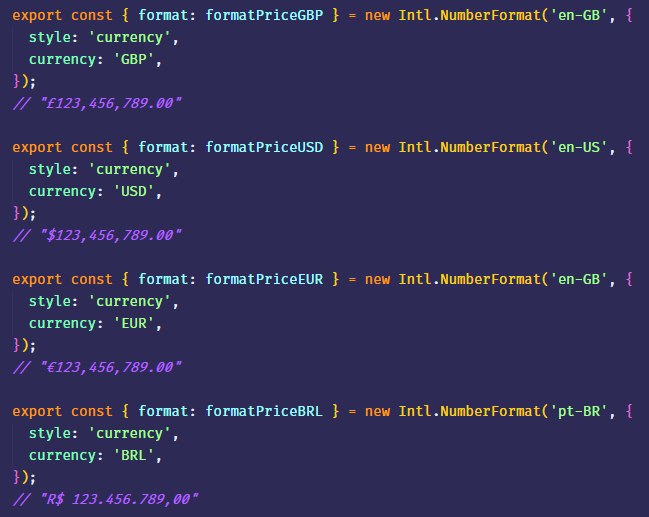 export const { format: formatPriceGBP } = new Intl.NumberFormat('en-GB', {
  style: 'currency',
  currency: 'GBP',
});
// "£123,456,789.00"

export const { format: formatPriceUSD } = new Intl.NumberFormat('en-US', {
  style: 'currency',
  currency: 'USD',
});
// "$123,456,789.00"

export const { format: formatPriceEUR } = new Intl.NumberFormat('en-GB', {
  style: 'currency',
  currency: 'EUR',
});
// "€123,456,789.00"

export const { format: formatPriceBRL } = new Intl.NumberFormat('pt-BR', {
  style: 'currency',
  currency: 'BRL',
});
// "R$ 123.456.789,00"